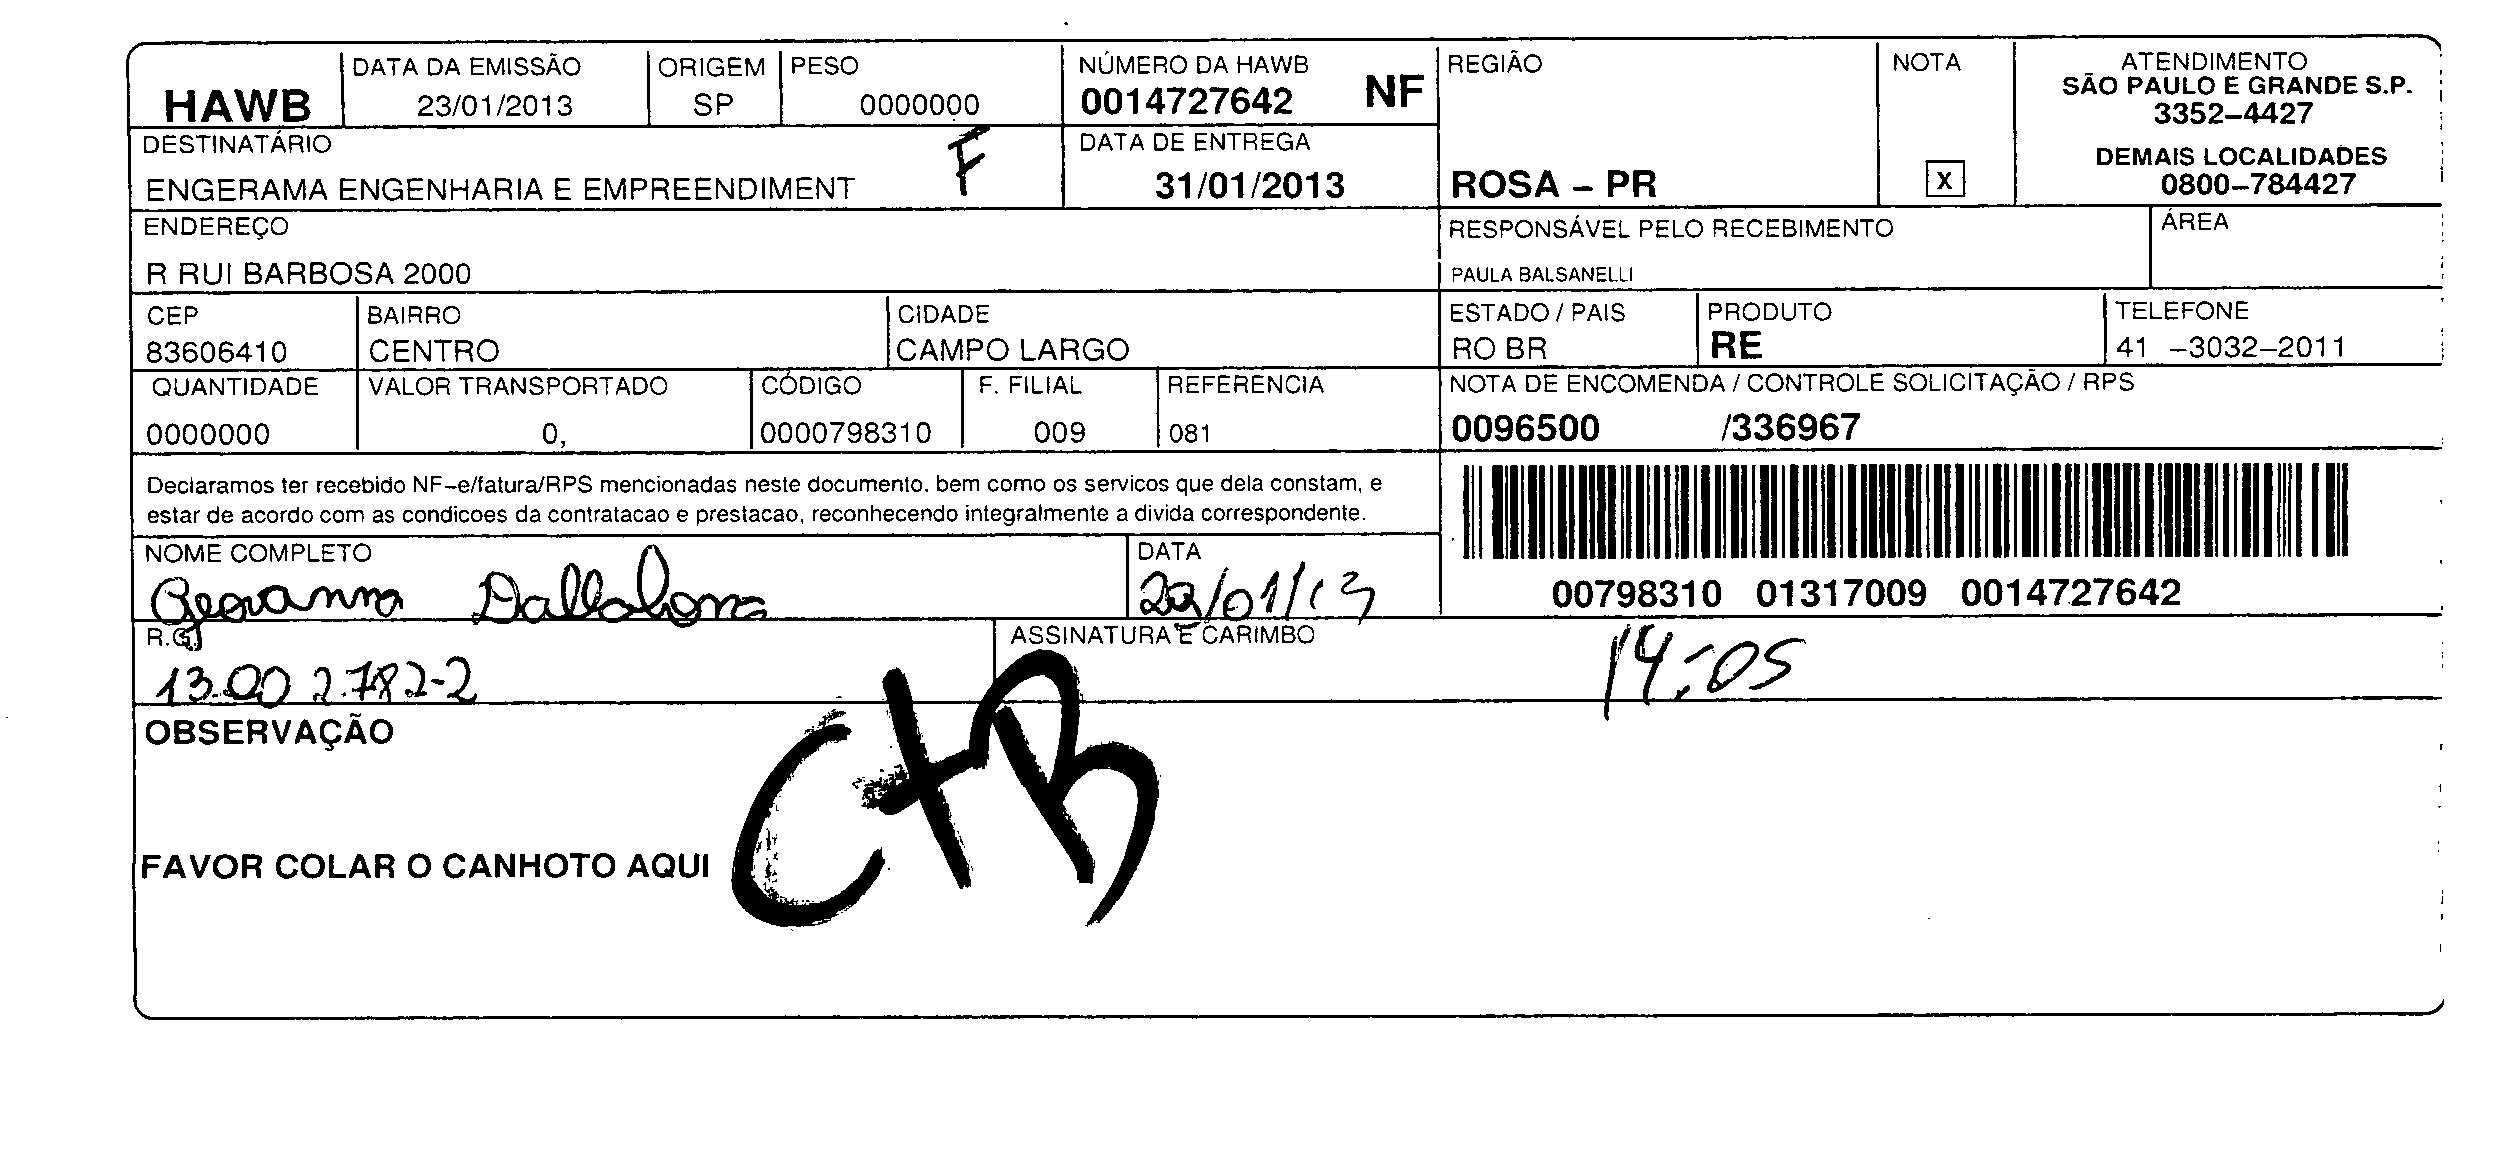 HAWB
DATA DA EMISSÃO
23/01/2013
ORIGEM
SP
PESO
0000000
NÚMERO DA HAWB
0014727642 NF
REGIÃO
ROSA – PR
NOTA
X
ATENDIMENTO
SÃO PAULO E GRANDE S.P.
3352–4427
DEMAIS LOCALIDADES
0800–784427
DESTINATÁRIO
ENGERAMA ENGENHARIA E EMPREENDIMENT
F
DATA DE ENTREGA
31/01/2013
ENDEREÇO
R RUI BARBOSA 2000
RESPONSÁVEL PELO RECEBIMENTO
PAULA BALSANELLI
ÁREA
CEP
83606410
BAIRRO
CENTRO
CIDADE
CAMPO LARGO
ESTADO / PAIS
RO BR
PRODUTO
RE
TELEFONE
41 –3032–2011
QUANTIDADE
0000000
VALOR TRANSPORTADO
0,
CÓDIGO
0000798310
F. FILIAL
009
REFERENCIA
081
NOTA DE ENCOMENDA / CONTROLE SOLICITAÇÃO / RPS
0096500 /336967
Declaramos ter recebido NF–e/fatura/RPS mencionadas neste documento. bem como os servicos que dela constam, e
estar de acordo com as condicoes da contratacao e prestacao, reconhecendo integralmente a divida correspondente.
00798310 01317009 0014727642
NOME COMPLETO
Geovanna Dallabona
DATA
29/01/13
R.G.
13.002.782-2
ASSINATURA E CARIMBO
14:05
OBSERVAÇÃO
FAVOR COLAR O CANHOTO AQUI